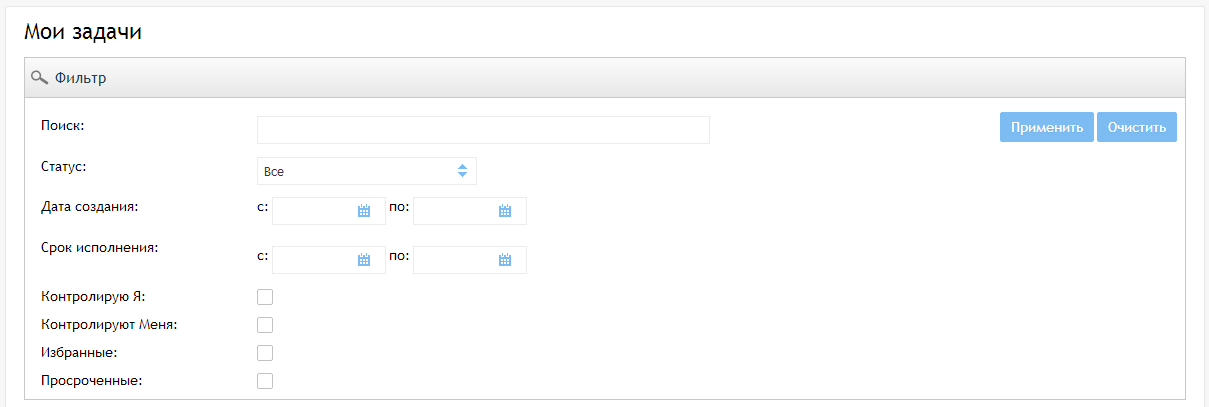 Мои задачи
Фильтр
Поиск:
Применить Очистить
Статус: Все
Дата создания: с: по:
Срок исполнения: с: по:
Контролирую Я:
Контролируют Меня:
Избранные:
Просроченные: